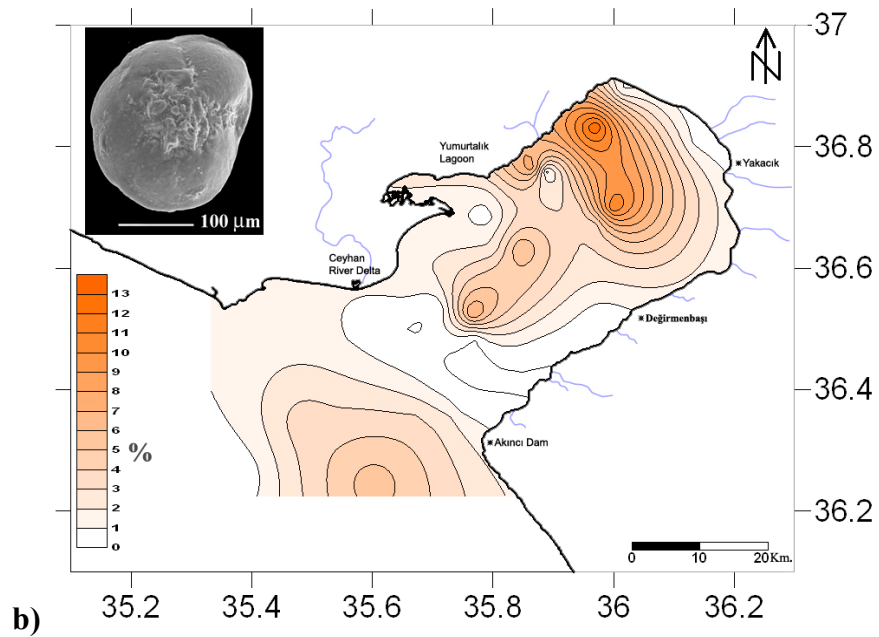 37
N
100 µm
Yumurtalık
Lagoon
Yakacık
36.8
Ceyhan
River Delta
36.6
13
12
11
10
9
8
7
6
5
4
3
2
1
0
%
Değirmenbaşı
36.4
Akıncı Dam
36.2
0 10 20Km.
35.2 35.4 35.6 35.8 36 36.2
b)